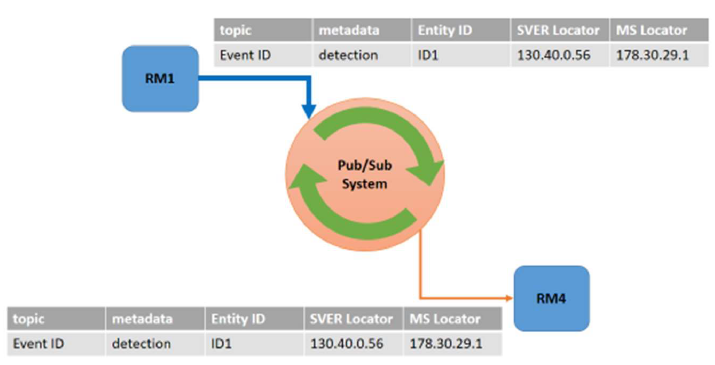 topic metadata Entity ID SVER Locator MS Locator
Event ID detection ID1 130.40.0.56 178.30.29.1
RM1
Pub/Sub
System
RM4
topic metadata Entity ID SVER Locator MS Locator
Event ID detection ID1 130.40.0.56 178.30.29.1